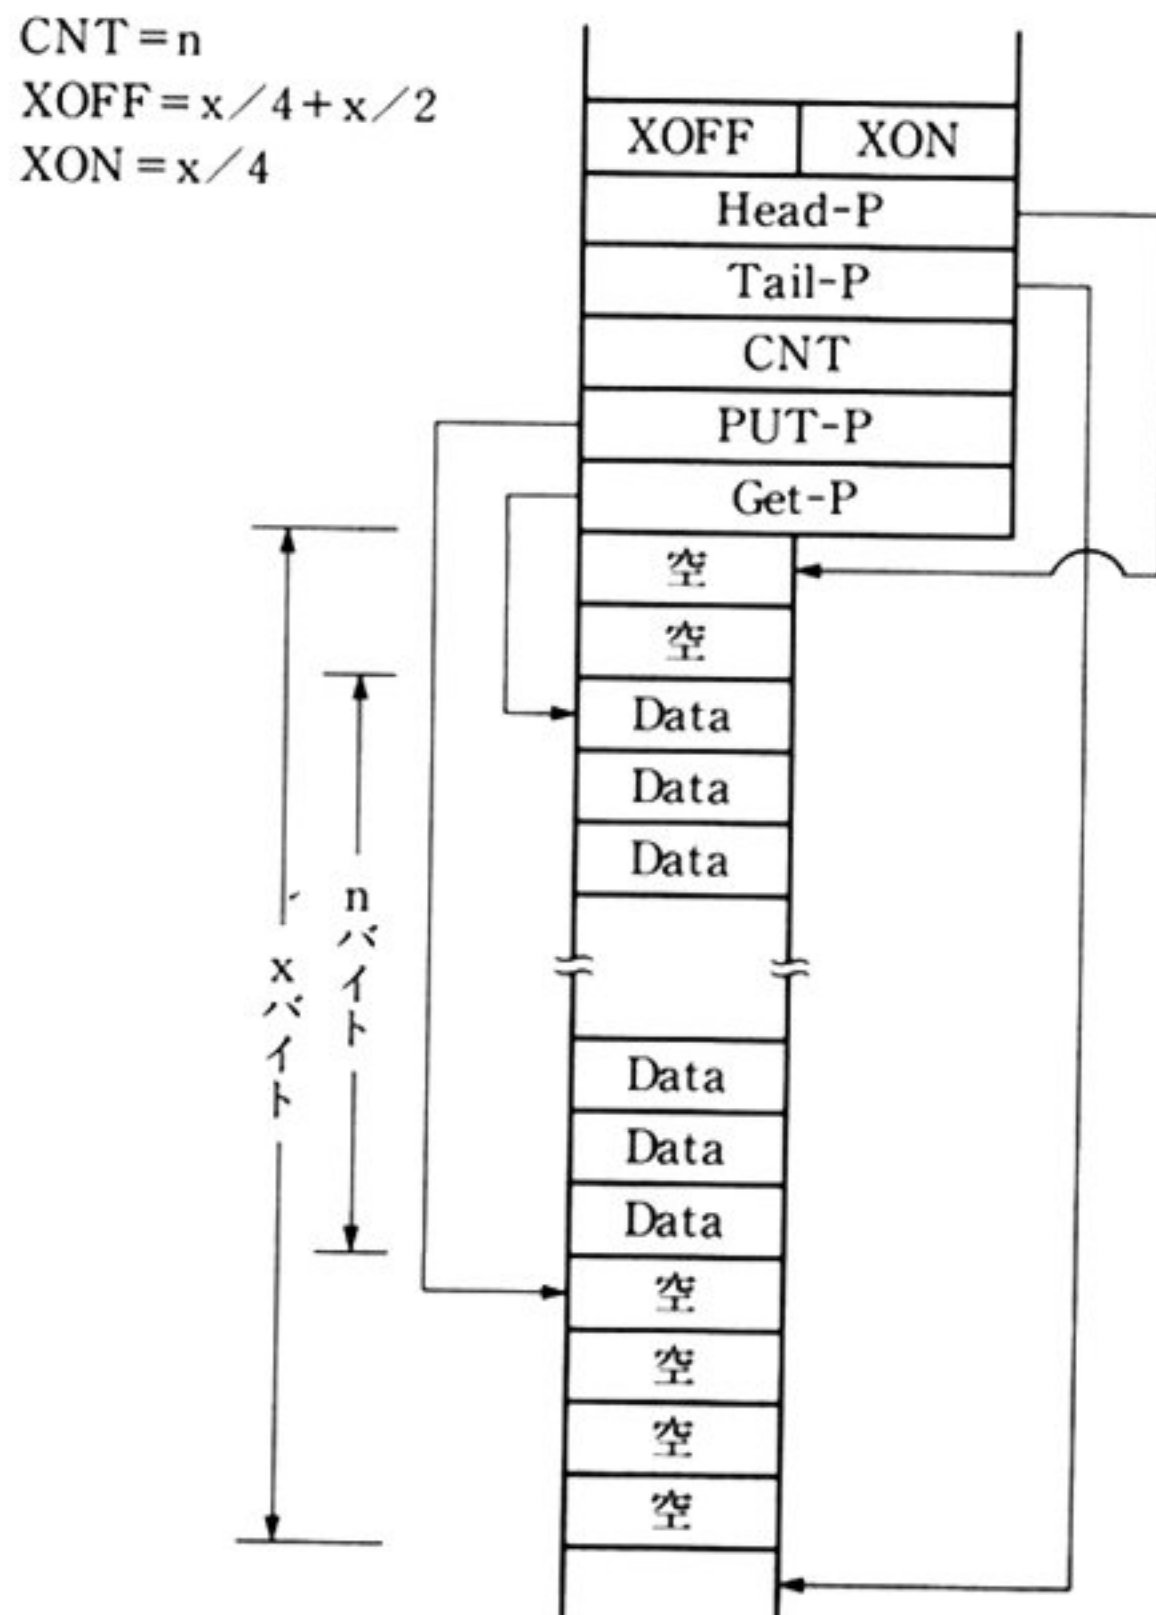 CNT=n
XOFF=x/4+x/2
XON=x/4
XOFF XON
Head-P
Tail-P
CNT
PUT-P
Get-P
空
空
Data
Data
Data
nバイト
xバイト
Data
Data
Data
空
空
空
空